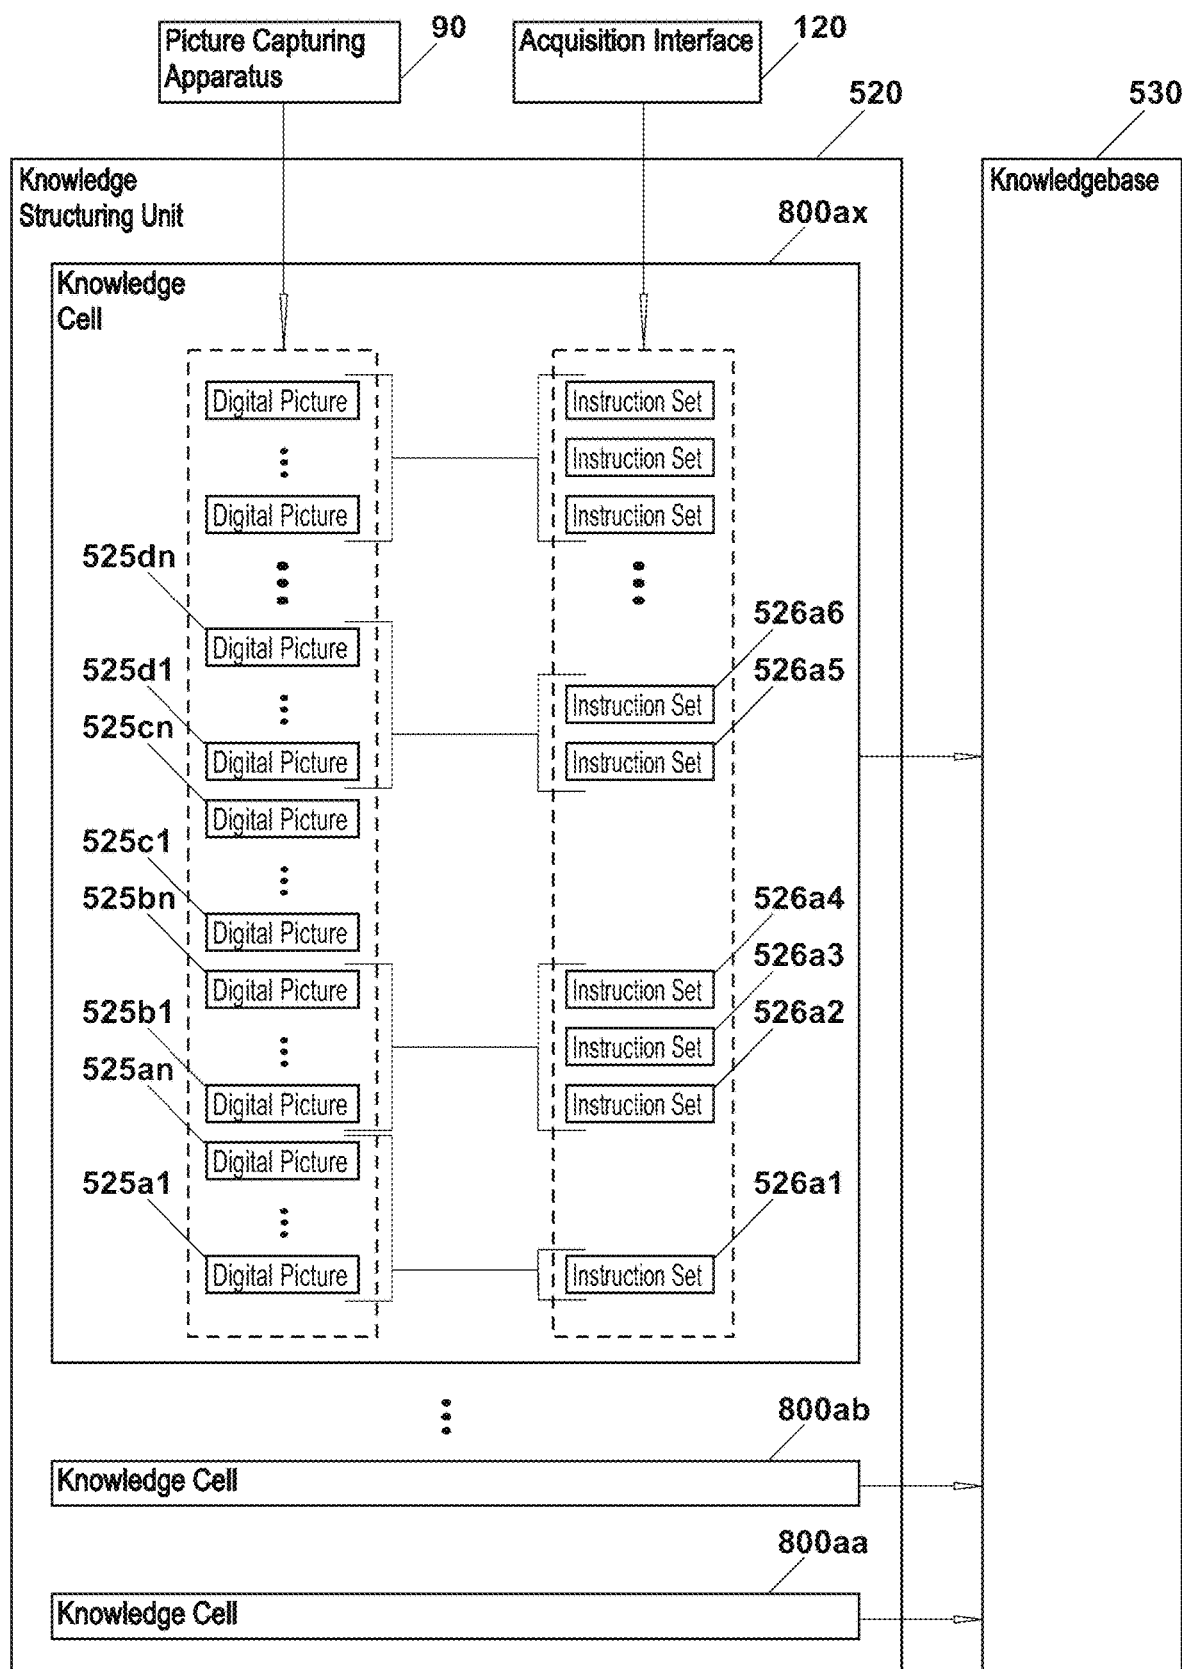 Picture Capturing
Apparatus
90
Acquisition Interface
120
520
530
Knowledge
Structuring Unit
Knowledgebase
800ax
Knowledge
Cell
Digital Picture
Instruction Set
Instruction Set
Digital Picture
Instruction Set
525dn
526a6
Digital Picture
525d1
526a5
Instruction Set
525cn
Digital Picture
Instruction Set
Digital Picture
525c1
525bn
526a4
Digital Picture
526a3
Digital Picture
Instruction Set
525b1
526a2
Instruction Set
525an
Digital Picture
Instruction Set
Digital Picture
525a1
526a1
Digital Picture
Instruction Set
800ab
Knowledge Cell
800aa
Knowledge Cell